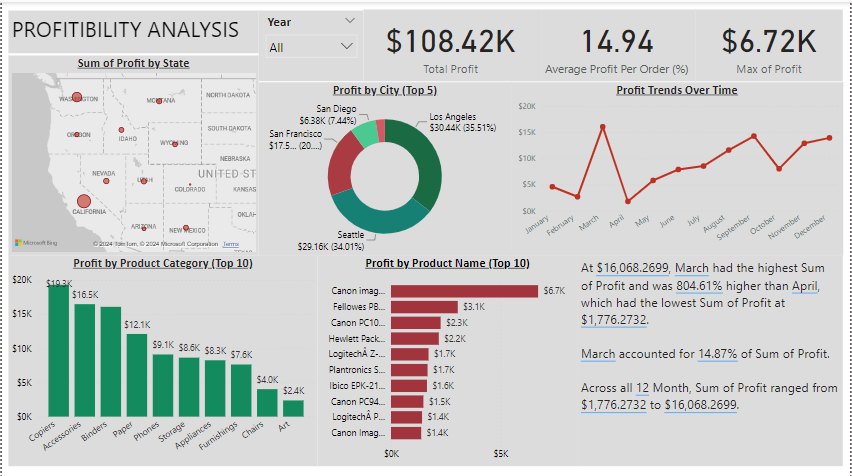 PROFITIBILITY ANALYSIS
Year
All
$108.42K
Total Profit
14.94
Average Profit Per Order (%)
$6.72K
Max of Profit
Sum of Profit by State
WASHINGTON
MONTANA
NORTH DAKOTA
OREGON
IDAHO
SOUTH DAKOTA
WYOMING
NEBRASKA
NEVADA
UTAH
UNITED ST
COLORADO
KANSAS
CALIFORNIA
OKLAH
ARIZONA
NEW MEXICO
Microsoft Bing
© 2024 TomTom, © 2024 Microsoft Corporation Terms
Profit by City (Top 5)
San Diego
$6.38K (7.44%)
San Francisco
$17.5... (20....)
Los Angeles
$30.44K (35.51%)
Seattle
$29.16K (34.01%)
Profit Trends Over Time
$20K
$15K
$10K
$5K
$0K
January
February
March
April
May
June
July
August
September
October
November
December
Profit by Product Category (Top 10)
$20K
$15K
$10K
$5K
$0K
$19.3K
$16.5K
$12.1K
$9.1K
$8.6K
$8.3K
$7.6K
$4.0K
$2.4K
Copiers
Accessories
Binders
Paper
Phones
Storage
Appliances
Furnishings
Chairs
Art
Profit by Product Name (Top 10)
Canon imag... $6.7K
Fellowes PB... $3.1K
Canon PC10... $2.3K
Hewlett Pack... $2.2K
LogitechÂ Z-... $1.7K
Plantronics S... $1.7K
Ibico EPK-21... $1.6K
Canon PC94... $1.5K
LogitechÂ P... $1.4K
Canon Imag... $1.4K
$0K
$5K
At $16,068.2699, March had the highest Sum
of Profit and was 804.61% higher than April,
which had the lowest Sum of Profit at
$1,776.2732.
March accounted for 14.87% of Sum of Profit.
Across all 12 Month, Sum of Profit ranged from
$1,776.2732 to $16,068.2699.